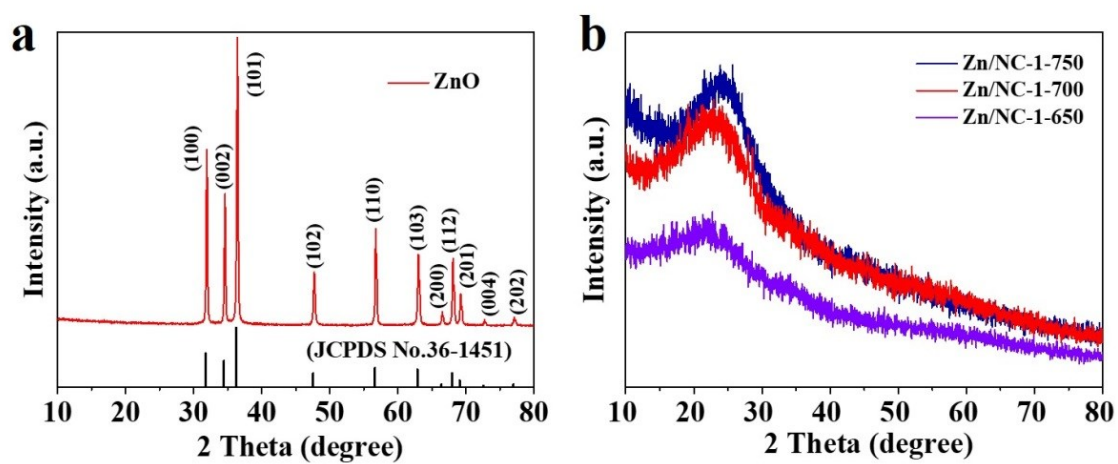 a
Intensity (a.u.)
ZnO
(100)
(002)
(101)
(102)
(110)
(103)
(200)
(112)
(201)
(004)
(202)
(JCPDS No.36-1451)
10 20 30 40 50 60 70 80
2 Theta (degree)
b
Intensity (a.u.)
Zn/NC-1-750
Zn/NC-1-700
Zn/NC-1-650
10 20 30 40 50 60 70 80
2 Theta (degree)